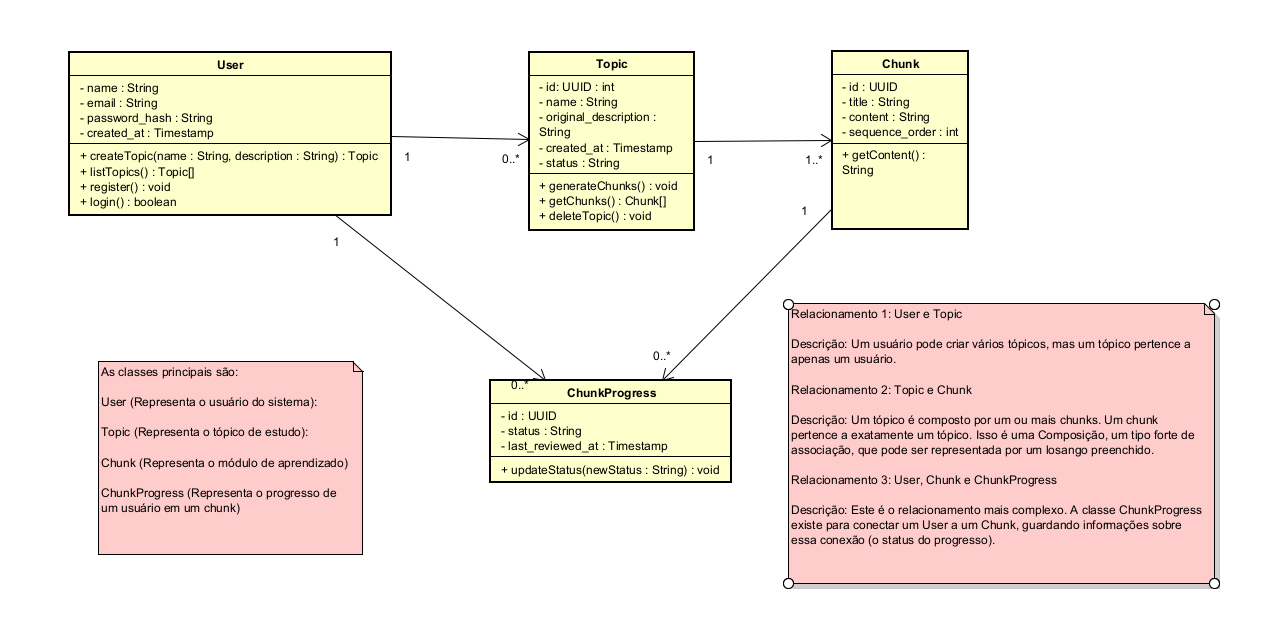 User
- name : String
- email : String
- password_hash : String
- created_at : Timestamp
+ createTopic(name : String, description : String) : Topic
+ listTopics() : Topic[]
+ register() : void
+ login() : boolean
1
0..*
Topic
- id: UUID : int
- name : String
- original_description :
String
- created_at : Timestamp
- status : String
+ generateChunks() : void
+ getChunks() : Chunk[]
+ deleteTopic() : void
1
1..*
Chunk
- id : UUID
- title : String
- content : String
- sequence_order : int
+ getContent() :
String
1
1
0..*
0..*
ChunkProgress
- id : UUID
- status : String
- last_reviewed_at : Timestamp
+ updateStatus(newStatus : String) : void
As classes principais são:
User (Representa o usuário do sistema):
Topic (Representa o tópico de estudo):
Chunk (Representa o módulo de aprendizado)
ChunkProgress (Representa o progresso de
um usuário em um chunk)
Relacionamento 1: User e Topic
Descrição: Um usuário pode criar vários tópicos, mas um tópico pertence a
apenas um usuário.
Relacionamento 2: Topic e Chunk
Descrição: Um tópico é composto por um ou mais chunks. Um chunk
pertence a exatamente um tópico. Isso é uma Composição, um tipo forte de
associação, que pode ser representada por um losango preenchido.
Relacionamento 3: User, Chunk e ChunkProgress
Descrição: Este é o relacionamento mais complexo. A classe ChunkProgress
existe para conectar um User a um Chunk, guardando informações sobre
essa conexão (o status do progresso).